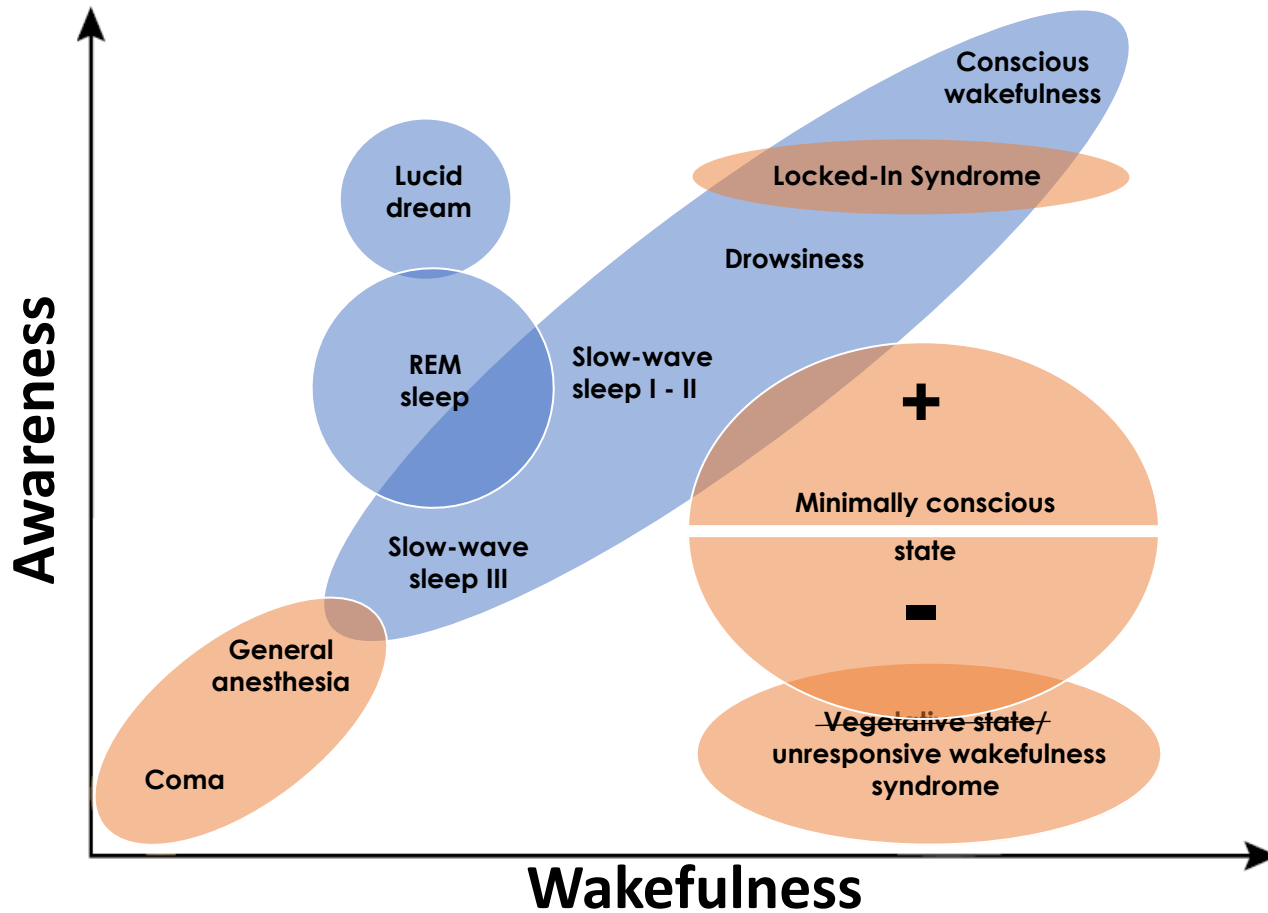 Awareness
Conscious
wakefulness
Lucid
dream
Locked-In Syndrome
Drowsiness
REM
sleep
Slow-wave
sleep I - II
+
Minimally conscious
state
-
Slow-wave
sleep III
General
anesthesia
Coma
Vegetative state/
unresponsive wakefulness
syndrome
Wakefulness